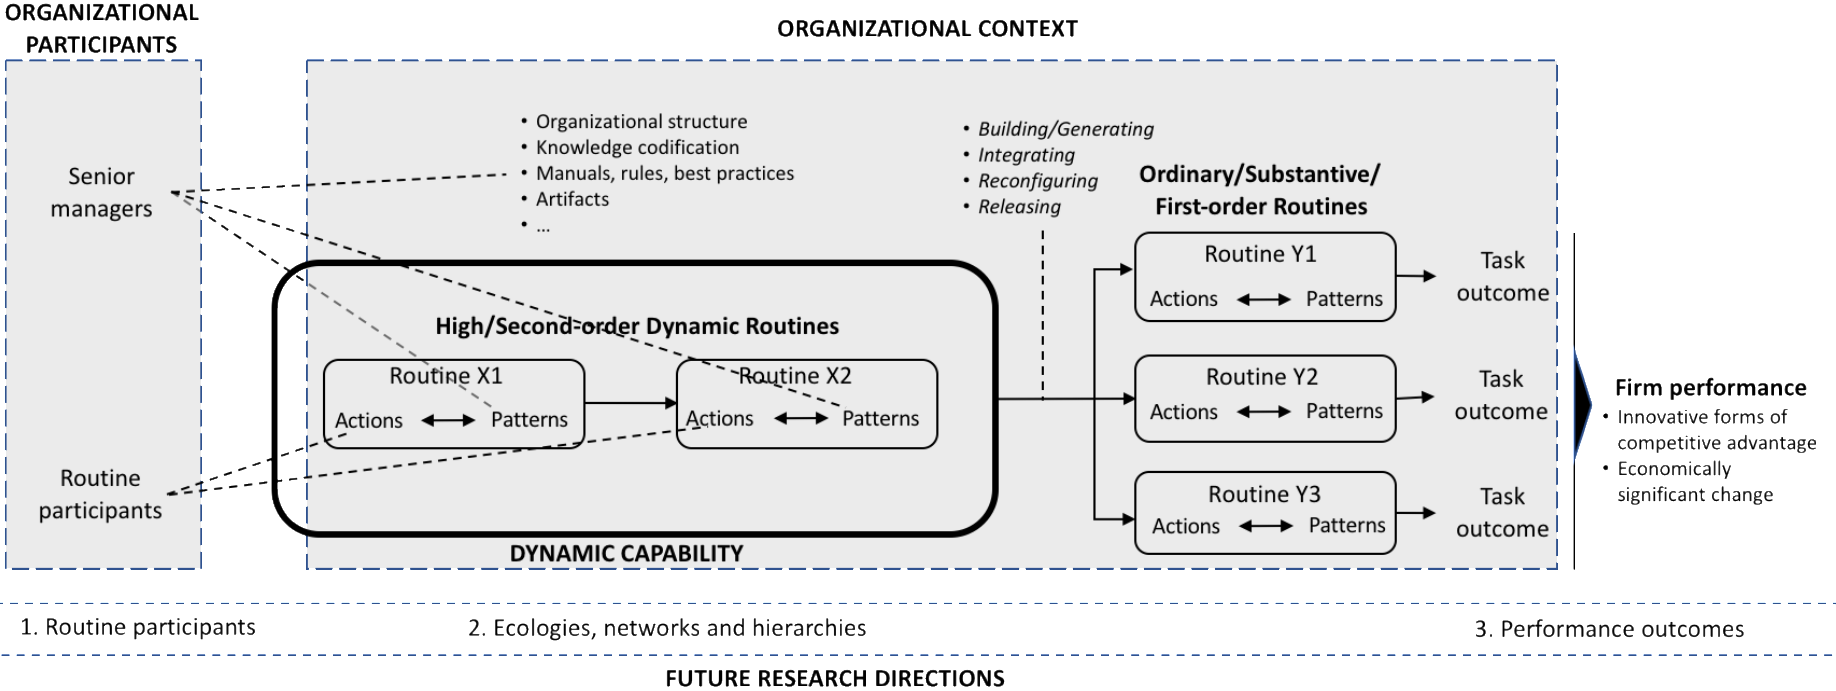 ORGANIZATIONAL
PARTICIPANTS
ORGANIZATIONAL CONTEXT
Senior
managers
Routine
participants
• Organizational structure
• Knowledge codification
• Manuals, rules, best practices
• Artifacts
• ...
• Building/Generating
• Integrating
• Reconfiguring
• Releasing
High/Second-order Dynamic Routines
Routine X1
Actions Patterns
Routine X2
Actions Patterns
DYNAMIC CAPABILITY
Ordinary/Substantive/
First-order Routines
Routine Y1
Actions Patterns
Task
outcome
Routine Y2
Actions Patterns
Task
outcome
Routine Y3
Actions Patterns
Task
outcome
Firm performance
• Innovative forms of
competitive advantage
• Economically
significant change
1. Routine participants
2. Ecologies, networks and hierarchies
3. Performance outcomes
FUTURE RESEARCH DIRECTIONS